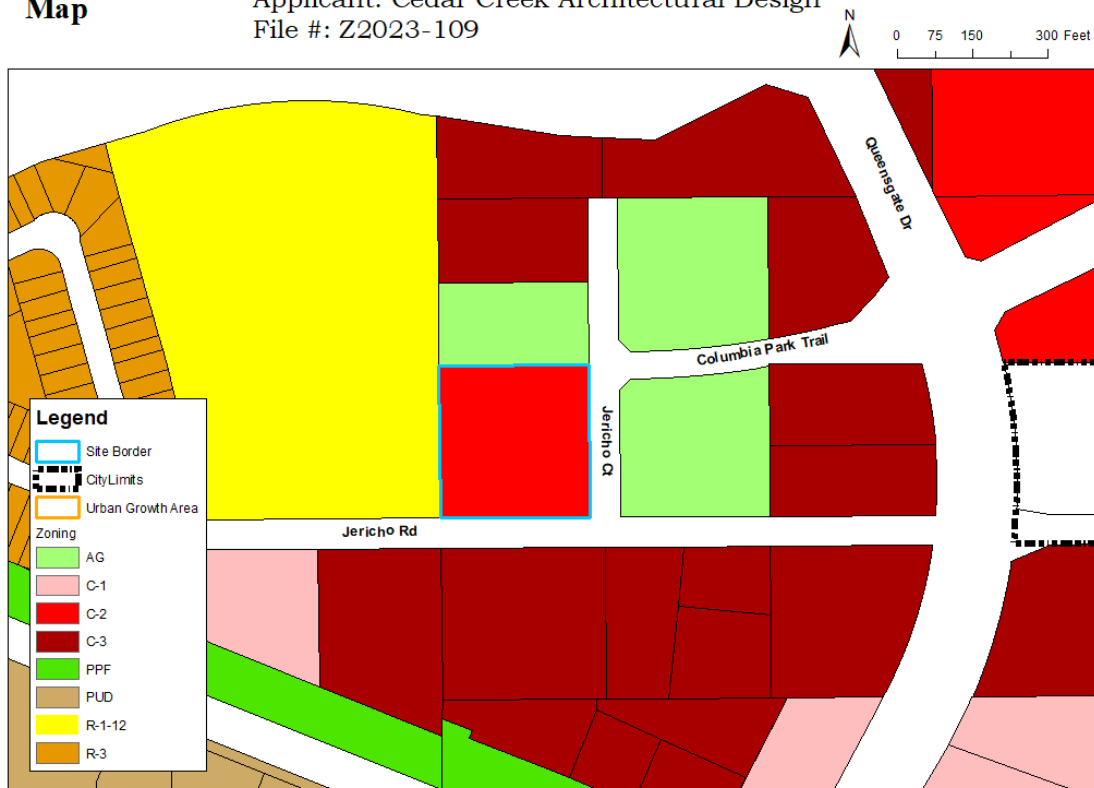 Map
Applicant: Cedar Creek Architectural Design
File #: Z2023-109
N
0 75 150 300 Feet
Queensgate Dr
Columbia Park Trail
Jericho Ct
Jericho Rd
Legend
Site Border
CityLimits
Urban Growth Area
Zoning
AG
C-1
C-2
C-3
PPF
PUD
R-1-12
R-3